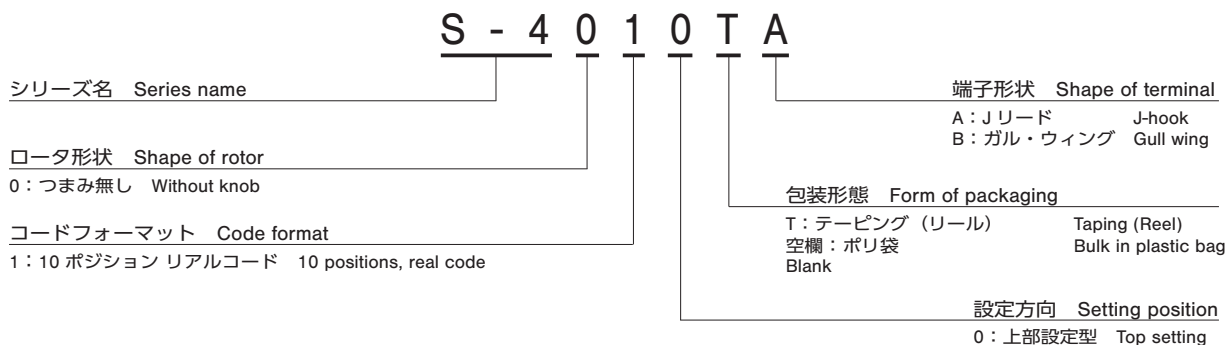 S - 4 0 1 0 T A
シリーズ名 Series name
ロータ形状 Shape of rotor
0：つまみ無し Without knob
コードフォーマット Code format
1：10 ポジション リアルコード 10 positions, real code
端子形状 Shape of terminal
A：J リード J-hook
B：ガル・ウィング Gull wing
包装形態 Form of packaging
T：テーピング（リール） Taping (Reel)
空欄：ポリ袋 Bulk in plastic bag
Blank
設定方向 Setting position
0：上部設定型 Top setting